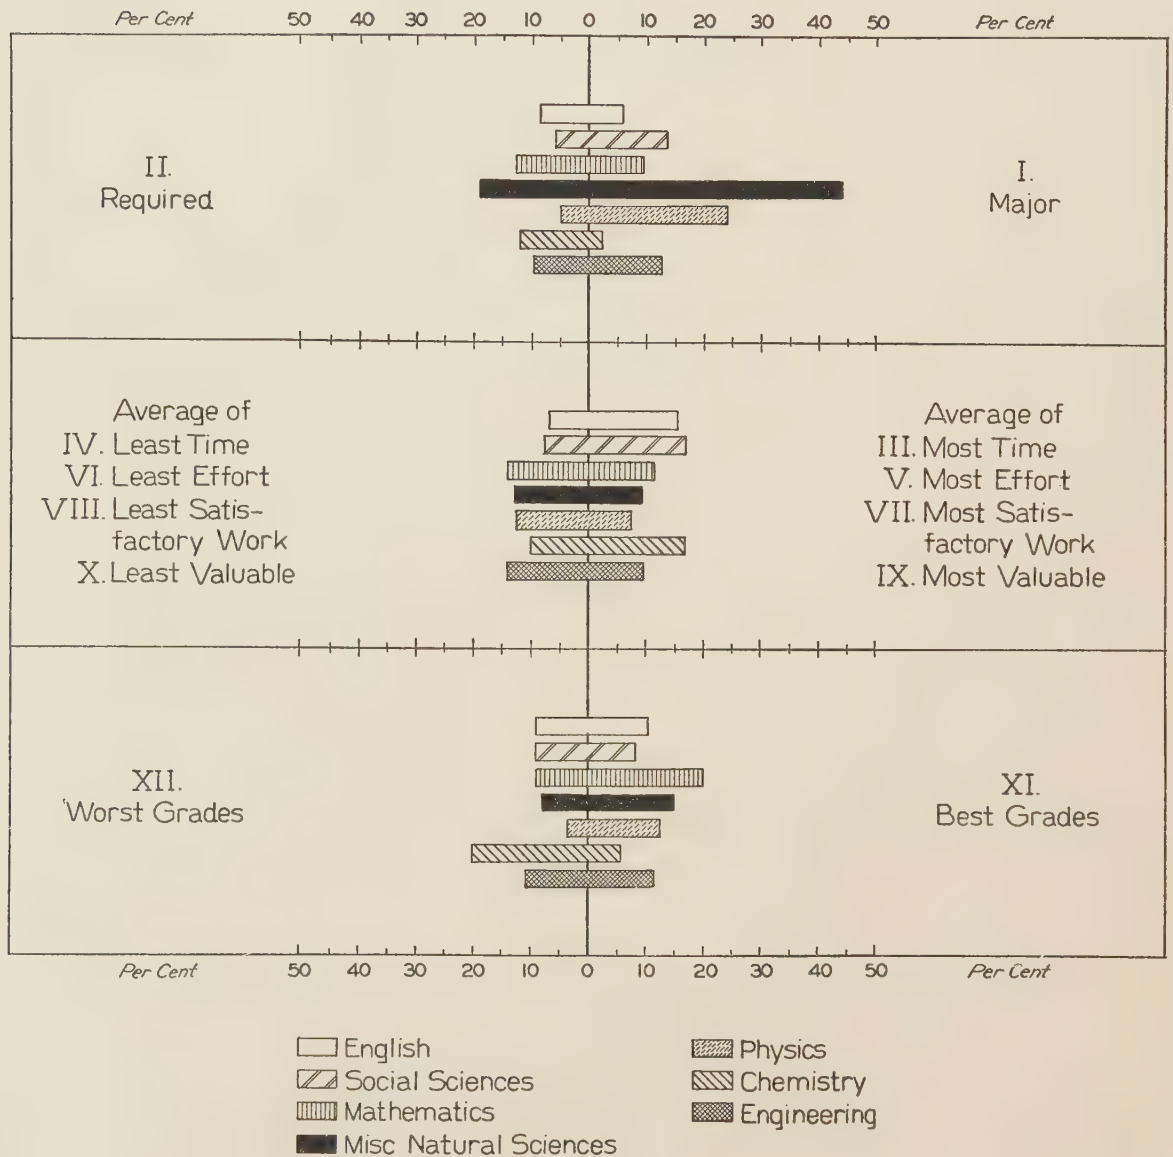 Per Cent 50 40 30 20 10 0 10 20 30 40 50 Per Cent
II.
Required
I.
Major
Average of
IV. Least Time
VI. Least Effort
VIII. Least Satis-
factory Work
X. Least Valuable
Average of
III. Most Time
V. Most Effort
VII. Most Satis-
factory Work
IX. Most Valuable
XII.
Worst Grades
XI.
Best Grades
Per Cent 50 40 30 20 10 0 10 20 30 40 50 Per Cent
English
Social Sciences
Mathematics
Misc Natural Sciences
Physics
Chemistry
Engineering